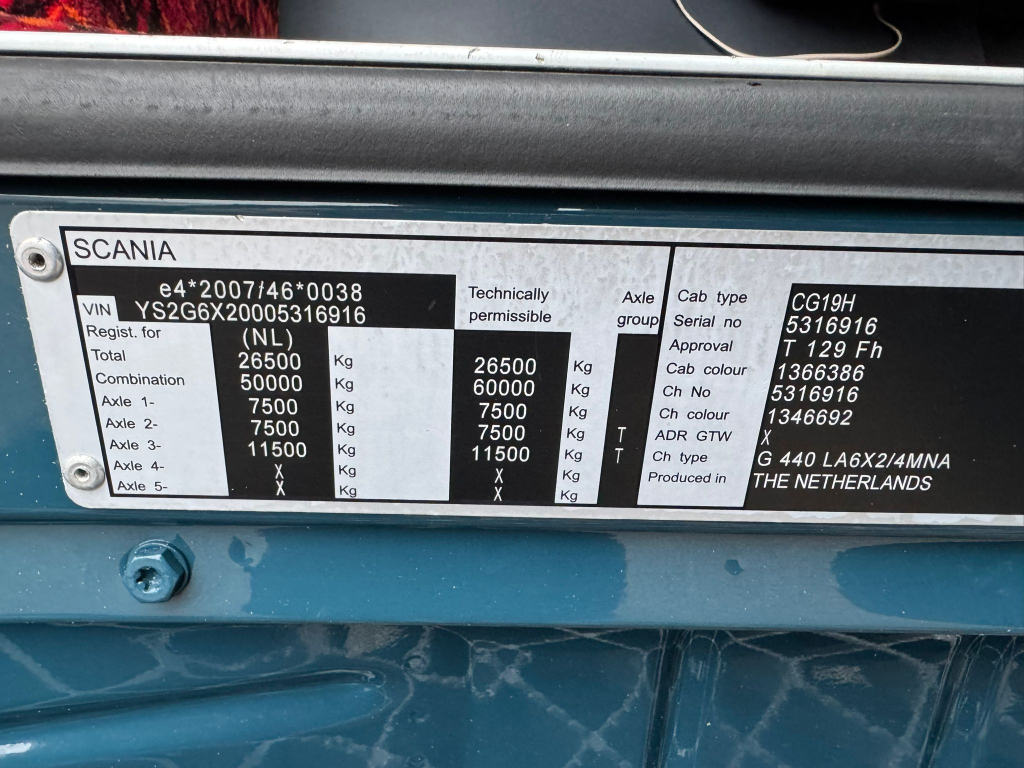 SCANIA
e4*2007/46*0038
VIN YS2G6X20005316916
Technically permissible
Axle group
Regist. for (NL)
Total 26500 Kg 26500 Kg
Combination 50000 Kg 60000 Kg
Axle 1- 7500 Kg 7500 Kg
Axle 2- 7500 Kg 7500 Kg T
Axle 3- 11500 Kg 11500 Kg T
Axle 4- X Kg X Kg
Axle 5- X Kg X Kg
Cab type CG19H
Serial no 5316916
Approval T 129 Fh
Cab colour 1366386
Ch No 5316916
Ch colour 1346692
ADR GTW X
Ch type G 440 LA6X2/4MNA
Produced in THE NETHERLANDS